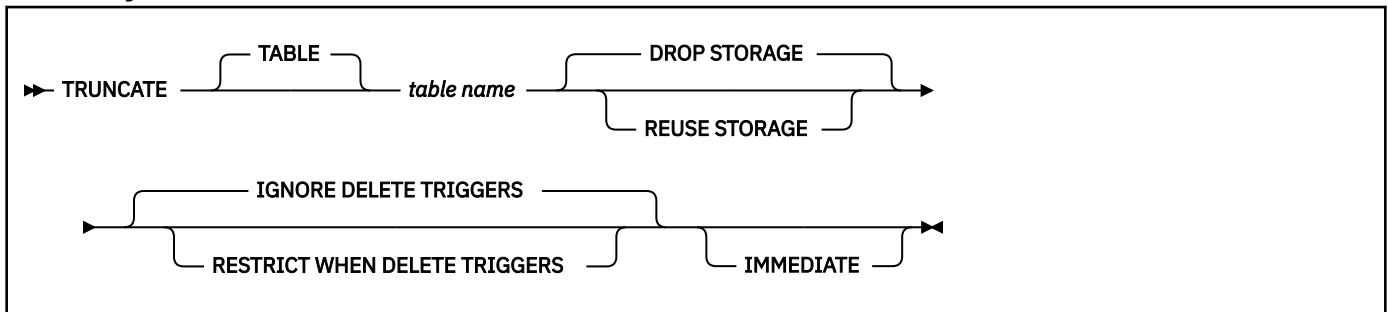 TABLE DROP STORAGE
TRUNCATE table name
REUSE STORAGE
IGNORE DELETE TRIGGERS
RESTRICT WHEN DELETE TRIGGERS IMMEDIATE